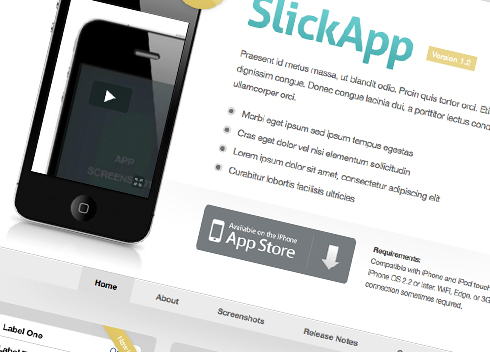 SlickApp
Version 1.2
Praesent id metus massa, ut blandit odio. Proin quis tortor orci. Et
dignissim congue. Donec congue lacinia dui, a porttitor lectus cond
ullamcorper orci.
Morbi eget ipsum sed ipsum tempus egestas
Cras eget dolor vel nisi elementum sollicitudin
Lorem ipsum dolor sit amet, consectetur adipiscing elit
Curabitur lobortis facilisis ultricies
APP
SCREENSHOT
Available on the iPhone
App Store
Requirements:
Compatible with iPhone and iPod touch
iPhone OS 2.2 or later. WiFi, Edge, or 3G
connection sometimes required.
Home
About
Screenshots
Release Notes
Label One